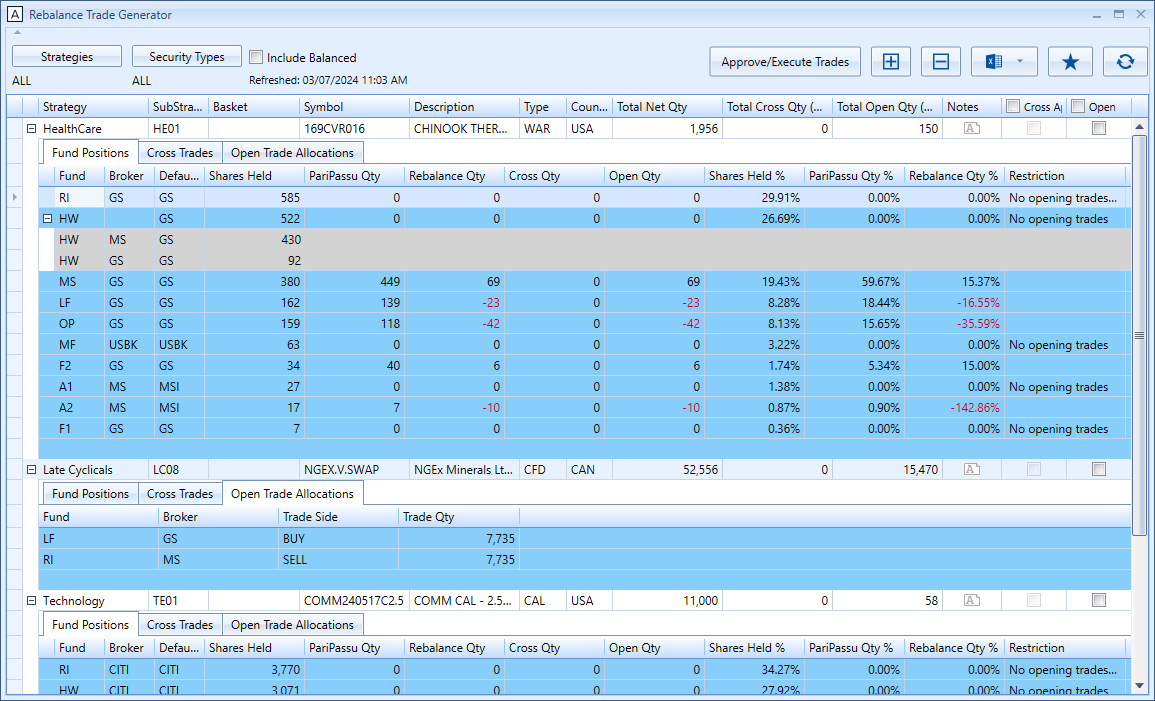 A Rebalance Trade Generator
Strategies Security Types Include Balanced Approve/Execute Trades
ALL ALL Refreshed: 03/07/2024 11:03 AM
Strategy SubStra... Basket Symbol Description Type Coun... Total Net Qty Total Cross Qty (... Total Open Qty (... Notes Cross Ap Open
HealthCare HE01 169CVR016 CHINOOK THER... WAR USA 1,956 0 150 A
Fund Positions Cross Trades Open Trade Allocations
Fund Broker Defau... Shares Held PariPassu Qty Rebalance Qty Cross Qty Open Qty Shares Held % PariPassu Qty % Rebalance Qty % Restriction
RI GS GS 585 0 0 0 0 29.91% 0.00% 0.00% No opening trades...
HW GS 522 0 0 0 0 26.69% 0.00% 0.00% No opening trades
HW MS GS 430
HW GS GS 92
MS GS GS 380 449 69 0 69 19.43% 59.67% 15.37%
LF GS GS 162 139 -23 0 -23 8.28% 18.44% -16.55%
OP GS GS 159 118 -42 0 -42 8.13% 15.65% -35.59%
MF USBK USBK 63 0 0 0 0 3.22% 0.00% 0.00% No opening trades
F2 GS GS 34 40 6 0 6 1.74% 5.34% 15.00%
A1 MS MSI 27 0 0 0 0 1.38% 0.00% 0.00% No opening trades
A2 MS MSI 17 7 -10 0 -10 0.87% 0.90% -142.86%
F1 GS GS 7 0 0 0 0 0.36% 0.00% 0.00% No opening trades
Late Cyclicals LC08 NGEX.V.SWAP NGEx Minerals Lt... CFD CAN 52,556 0 15,470 A
Fund Positions Cross Trades Open Trade Allocations
Fund Broker Trade Side Trade Qty
LF GS BUY 7,735
RI MS SELL 7,735
Technology TE01 COMM240517C2.5 COMM CAL - 2.5... CAL USA 11,000 0 58 A
Fund Positions Cross Trades Open Trade Allocations
Fund Broker Defau... Shares Held PariPassu Qty Rebalance Qty Cross Qty Open Qty Shares Held % PariPassu Qty % Rebalance Qty % Restriction
RI CITI CITI 3,770 0 0 0 0 34.27% 0.00% 0.00% No opening trades...
HW CITI CITI 3,071 0 0 0 0 27.92% 0.00% 0.00% No opening trades